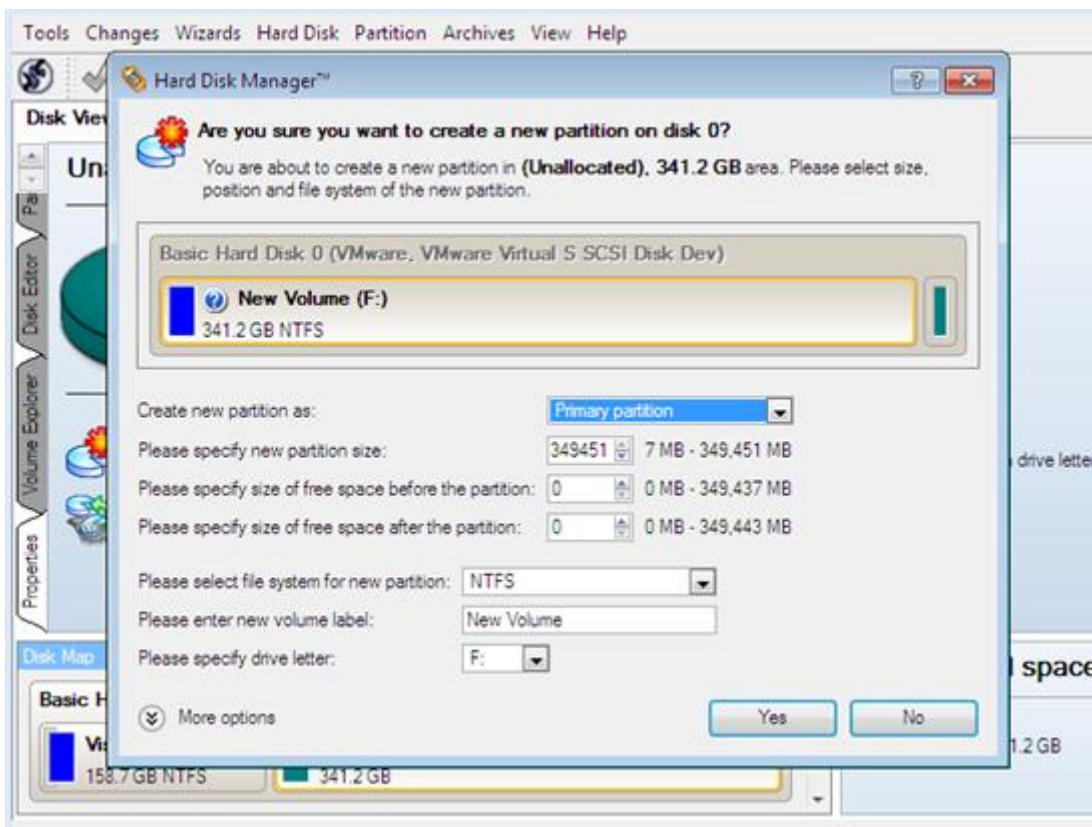 Tools Changes Wizards Hard Disk Partition Archives View Help
Hard Disk Manager™
Disk View
Are you sure you want to create a new partition on disk 0?
You are about to create a new partition in (Unallocated), 341.2 GB area. Please select size,
position and file system of the new partition.
Basic Hard Disk 0 (VMware, VMware Virtual S SCSI Disk Dev)
New Volume (F:)
341.2 GB NTFS
Disk Editor
Volume Explorer
Properties
Create new partition as: Primary partition
Please specify new partition size: 349451 7 MB - 349,451 MB
Please specify size of free space before the partition: 0 0 MB - 349,437 MB
Please specify size of free space after the partition: 0 0 MB - 349,443 MB
drive letter
Please select file system for new partition: NTFS
Please enter new volume label: New Volume
Please specify drive letter: F:
More options
Yes No
Disk Map
space
Basic H
Vis
158.7 GB NTFS
341.2 GB
1.2 GB